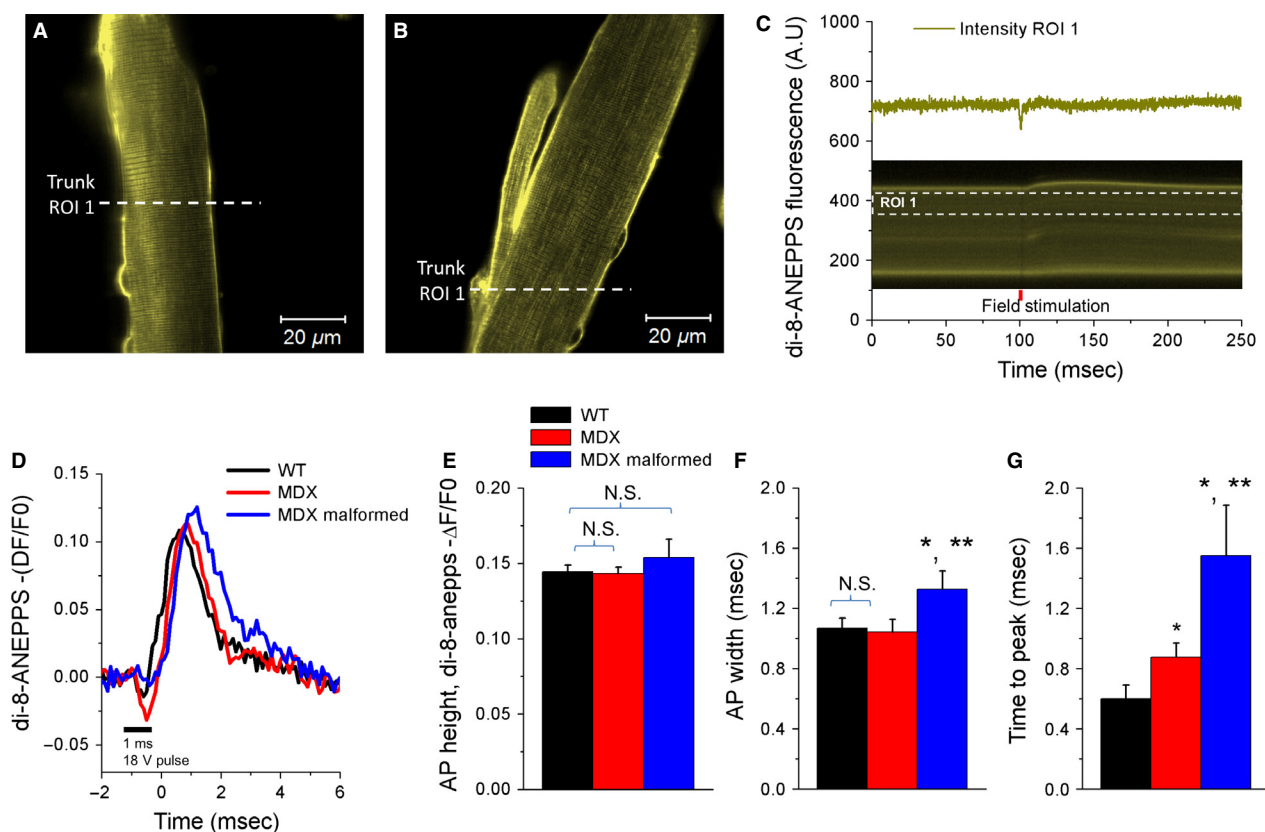 A
Trunk
ROI 1
20 µm
B
Trunk
ROI 1
20 µm
C
Intensity ROI 1
di-8-ANEPPS fluorescence (A.U)
1000
800
600
400
200
0
ROI 1
Field stimulation
0 50 100 150 200 250
Time (msec)
D
WT
MDX
MDX malformed
di-8-ANEPPS -(DF/F0)
0.15
0.10
0.05
0.00
−0.05
1 ms
18 V pulse
−2 0 2 4 6
Time (msec)
WT
MDX
MDX malformed
E
AP height, di-8-anepps -ΔF/F0
0.20
0.15
0.10
0.05
0.00
N.S.
N.S.
F
AP width (msec)
2.0
1.6
1.2
0.8
0.4
0.0
N.S.
*, **
G
Time to peak (msec)
2.0
1.6
1.2
0.8
0.4
0.0
*
*, **